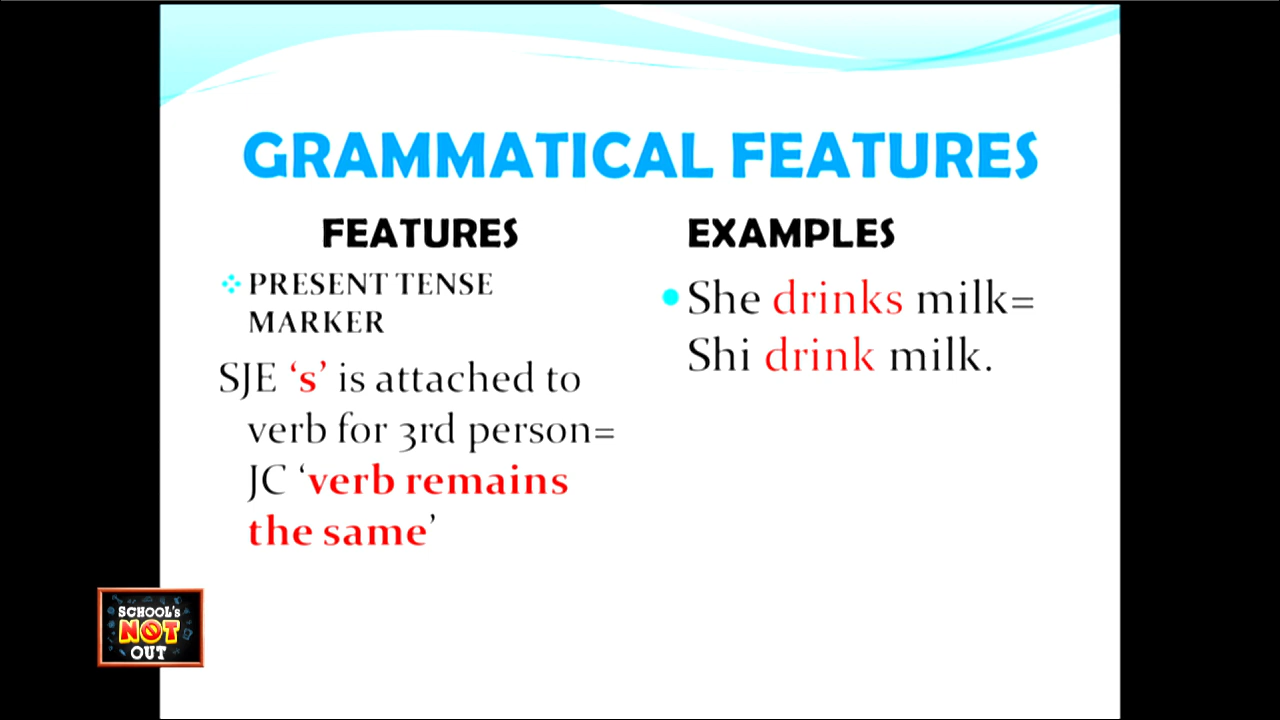 GRAMMATICAL FEATURES
FEATURES
PRESENT TENSE
MARKER
SJE ‘s’ is attached to
verb for 3rd person=
JC ‘verb remains
the same’
EXAMPLES
She drinks milk=
Shi drink milk.
SCHOOL'S
NOT
OUT